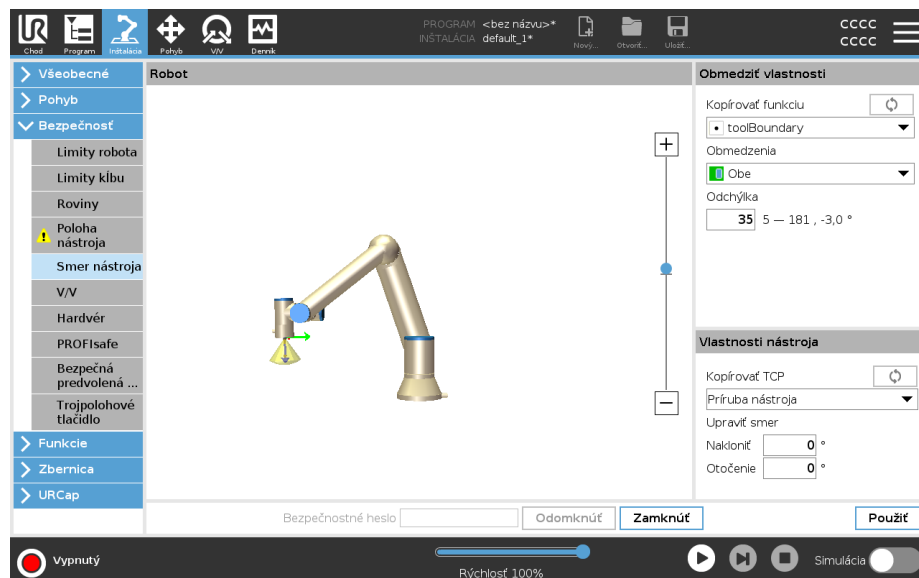 Chod
Program
Inštalácia
Pohyb
V/V
Denník
PROGRAM <bez názvu>*
INŠTALÁCIA default_1*
Nový...
Otvoriť...
Uložiť...
cccc
cccc
Všeobecné
Pohyb
Bezpečnosť
Limity robota
Limity kĺbu
Roviny
Poloha
nástroja
Smer nástroja
V/V
Hardvér
PROFIsafe
Bezpečná
predvolená ...
Trojpolohové
tlačidlo
Funkcie
Zbernica
URCap
Robot
Obmedziť vlastnosti
Kopírovať funkciu
toolBoundary
Obmedzenia
Obe
Odchýlka
35 5 — 181 , -3,0 °
Vlastnosti nástroja
Kopírovať TCP
Príruba nástroja
Upraviť smer
Nakloniť 0 °
Otočenie 0 °
Bezpečnostné heslo
Odomknúť
Zamknúť
Použiť
Vypnutý
Rýchlosť 100%
Simulácia